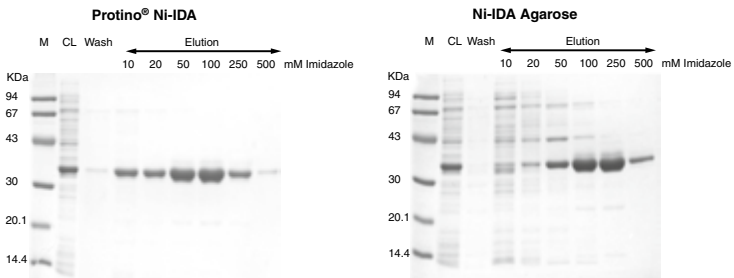 Protino® Ni-IDA
M CL Wash Elution
10 20 50 100 250 500 mM Imidazole
KDa
94
67
43
30
20.1
14.4
Ni-IDA Agarose
M CL Wash Elution
10 20 50 100 250 500 mM Imidazole
KDa
94
67
43
30
20.1
14.4